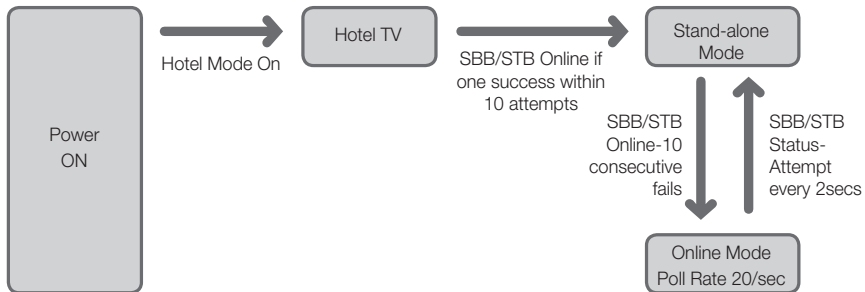 Power
ON
Hotel Mode On
Hotel TV
SBB/STB Online if
one success within
10 attempts
Stand-alone
Mode
SBB/STB
Online-10
consecutive
fails
SBB/STB
Status-
Attempt
every 2secs
Online Mode
Poll Rate 20/sec